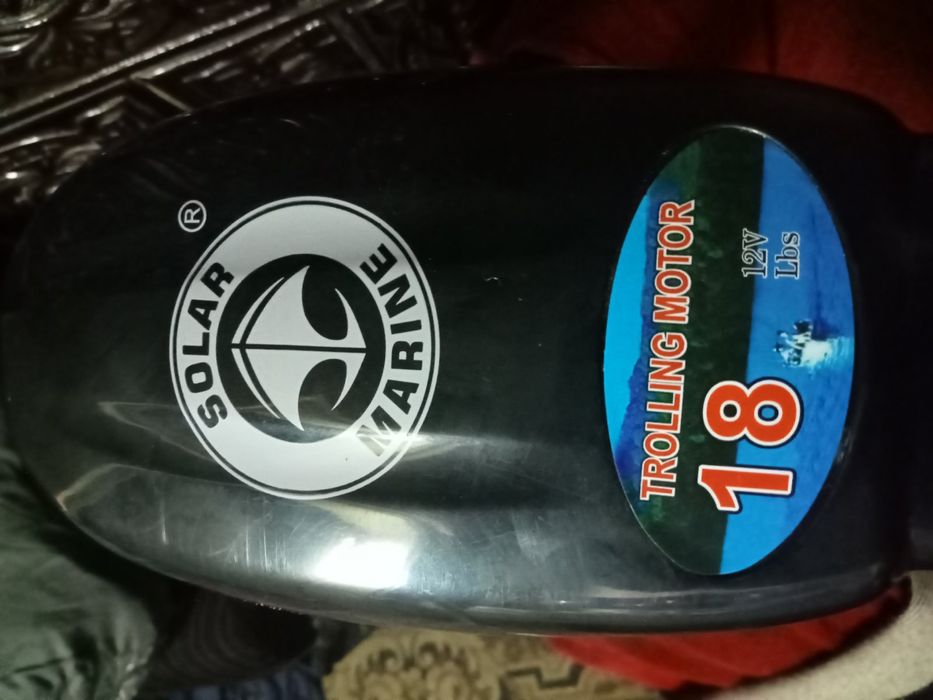 SOLAR
MARINE
®
TROLLING MOTOR
18
12V
Lbs